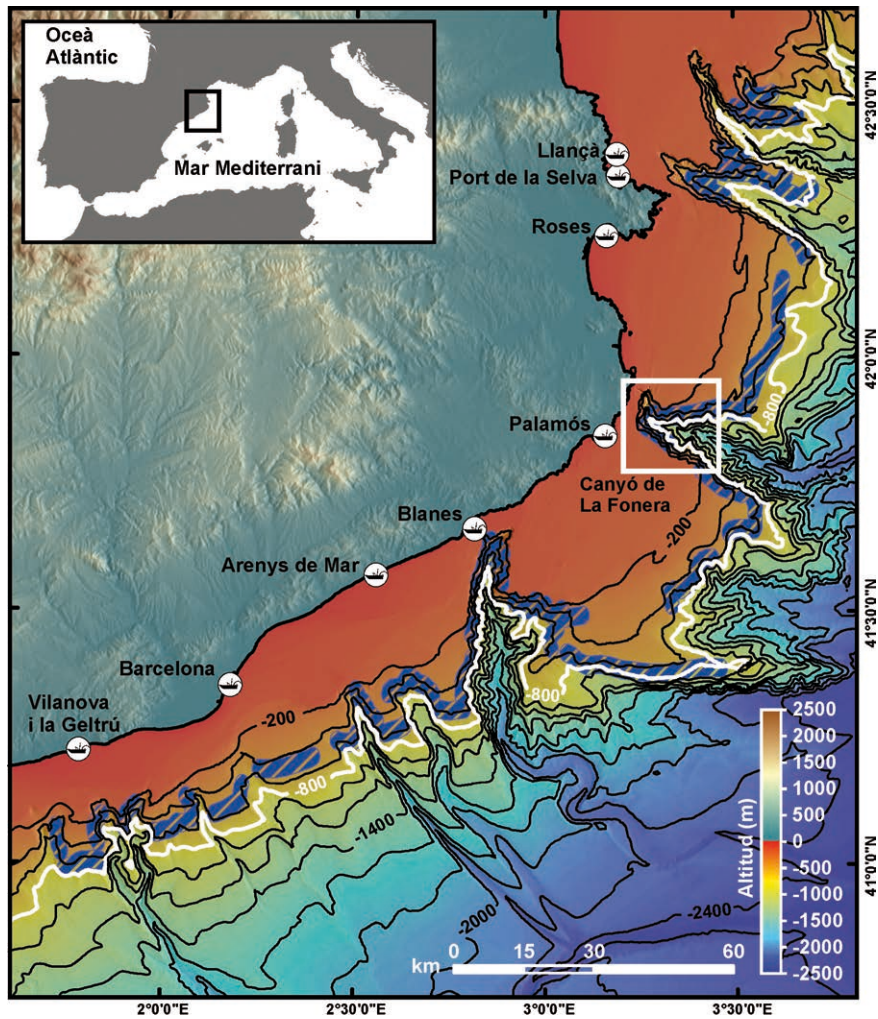 Oceà
Atlàntic
Mar Mediterrani
Llançà
Port de la Selva
Roses
Palamós
Canyó de
La Fonera
Blanes
Arenys de Mar
Barcelona
Vilanova
i la Geltrú
-800
-200
-800
-200
-800
-1400
-2000
-2400
Altitud (m)
2500
2000
1500
1000
500
0
-500
-1000
-1500
-2000
-2500
km
0
15
30
60
42°30'0"N
42°0'0"N
41°30'0"N
41°0'0"N
2°0'0"E
2°30'0"E
3°0'0"E
3°30'0"E